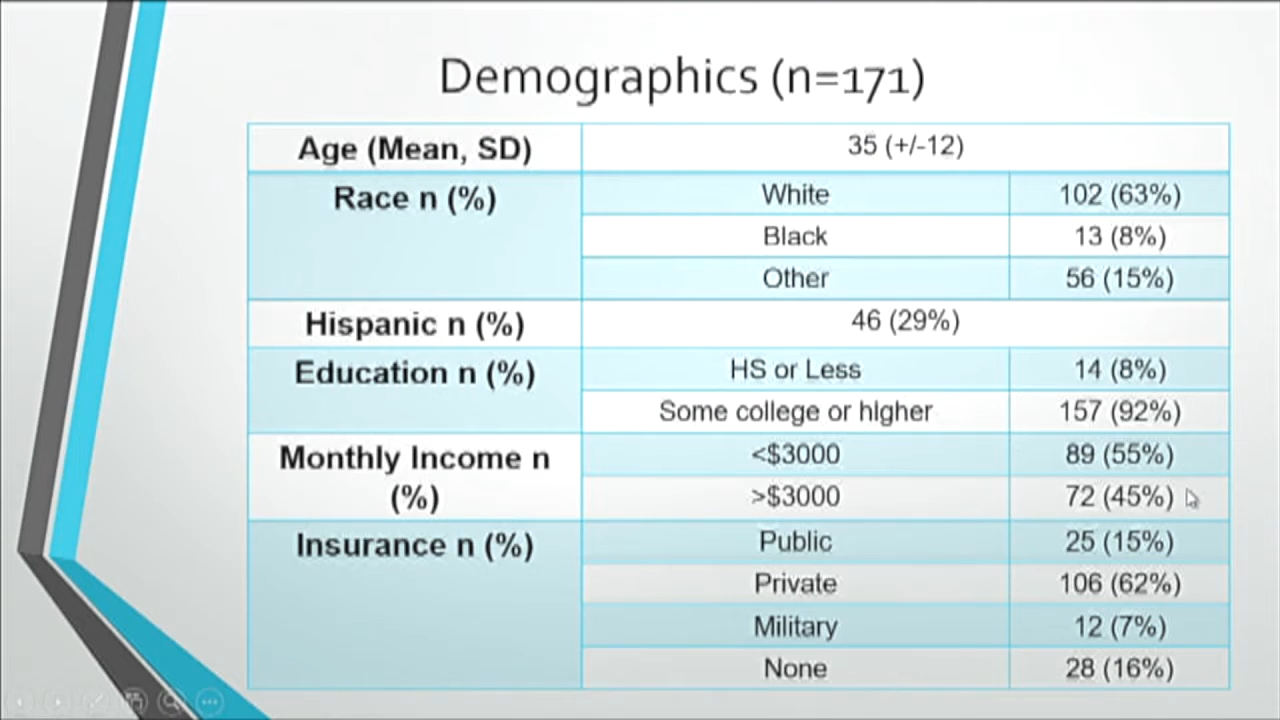 Demographics (n=171)
Age (Mean, SD) 35 (+/-12)
Race n (%) White 102 (63%)
Black 13 (8%)
Other 56 (15%)
Hispanic n (%) 46 (29%)
Education n (%) HS or Less 14 (8%)
Some college or higher 157 (92%)
Monthly Income n (%) <$3000 89 (55%)
>$3000 72 (45%)
Insurance n (%) Public 25 (15%)
Private 106 (62%)
Military 12 (7%)
None 28 (16%)